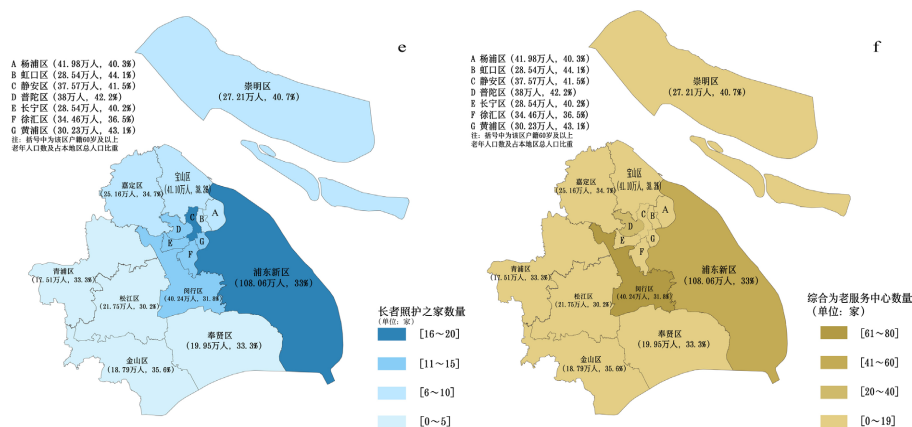 e
A 杨浦区 (41.98万人, 40.3%)
B 虹口区 (28.54万人, 44.1%)
C 静安区 (37.57万人, 41.5%)
D 普陀区 (38万人, 42.2%)
E 长宁区 (28.54万人, 40.2%)
F 徐汇区 (34.46万人, 36.5%)
G 黄浦区 (30.23万人, 43.1%)
注: 括号中为该区户籍60岁及以上
老年人口数及占本地区总人口比重
崇明区
(27.21万人, 40.7%)
嘉定区
(25.16万人, 34.7%)
宝山区
(41.10万人, 38.2%)
A
B
C
D
E
F
G
浦东新区
(108.06万人, 33%)
青浦区
(17.51万人, 33.3%)
松江区
(21.75万人, 30.2%)
闵行区
(40.24万人, 31.8%)
奉贤区
(19.95万人, 33.3%)
金山区
(18.79万人, 35.6%)
长者照护之家数量
(单位: 家)
[16～20]
[11～15]
[6～10]
[0～5]
f
A 杨浦区 (41.98万人, 40.3%)
B 虹口区 (28.54万人, 44.1%)
C 静安区 (37.57万人, 41.5%)
D 普陀区 (38万人, 42.2%)
E 长宁区 (28.54万人, 40.2%)
F 徐汇区 (34.46万人, 36.5%)
G 黄浦区 (30.23万人, 43.1%)
注: 括号中为该区户籍60岁及以上
老年人口数及占本地区总人口比重
崇明区
(27.21万人, 40.7%)
嘉定区
(25.16万人, 34.7%)
宝山区
(41.10万人, 38.2%)
A
B
C
D
E
F
G
浦东新区
(108.06万人, 33%)
青浦区
(17.51万人, 33.3%)
松江区
(21.75万人, 30.2%)
闵行区
(40.24万人, 31.8%)
奉贤区
(19.95万人, 33.3%)
金山区
(18.79万人, 35.6%)
综合为老服务中心数量
(单位: 家)
[61～80]
[41～60]
[20～40]
[0～19]